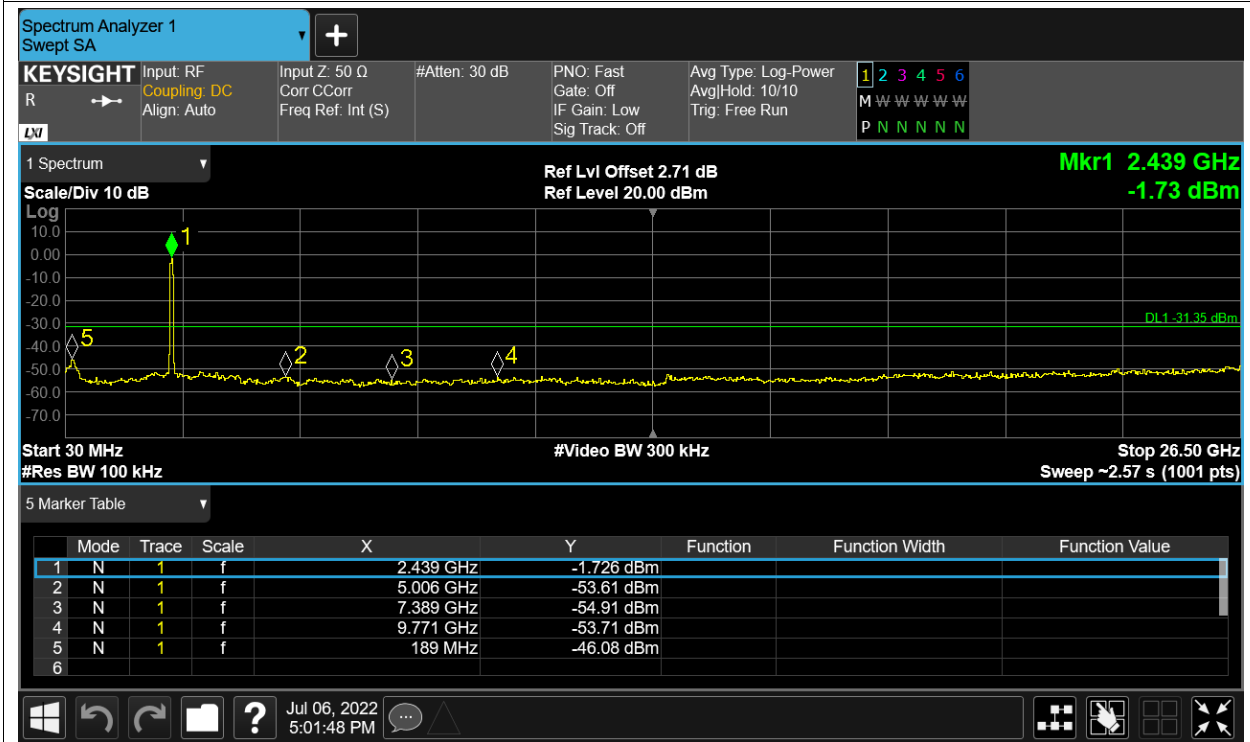 Spectrum Analyzer 1
Swept SA
+
KEYSIGHT
R
LXI
Input: RF
Coupling: DC
Align: Auto
Input Z: 50 Ω
Corr CCorr
Freq Ref: Int (S)
#Atten: 30 dB
PNO: Fast
Gate: Off
IF Gain: Low
Sig Track: Off
Avg Type: Log-Power
Avg|Hold: 10/10
Trig: Free Run
1 2 3 4 5 6
M W W W W W
P N N N N N
1 Spectrum
Scale/Div 10 dB
Ref Lvl Offset 2.71 dB
Ref Level 20.00 dBm
Mkr1 2.439 GHz
-1.73 dBm
Log
10.0
0.00
-10.0
-20.0
-30.0
-40.0
-50.0
-60.0
-70.0
1
5
2
3
4
DL1 -31.35 dBm
Start 30 MHz
#Res BW 100 kHz
#Video BW 300 kHz
Stop 26.50 GHz
Sweep ~2.57 s (1001 pts)
5 Marker Table
Mode Trace Scale X Y Function Function Width Function Value
1 N 1 f 2.439 GHz -1.726 dBm
2 N 1 f 5.006 GHz -53.61 dBm
3 N 1 f 7.389 GHz -54.91 dBm
4 N 1 f 9.771 GHz -53.71 dBm
5 N 1 f 189 MHz -46.08 dBm
6
?
Jul 06, 2022
5:01:48 PM